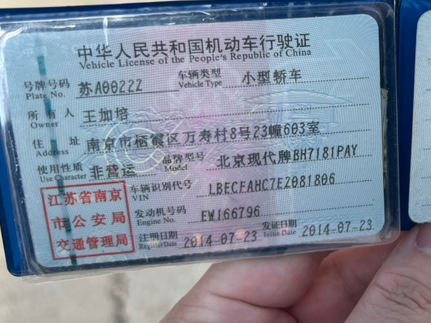 中华人民共和国机动车行驶证
Vehicle License of the People's Republic of China
号牌号码 苏A0022Z 车辆类型 小型轿车
Plate No. Vehicle Type
所有人 王加培
Owner
住址 南京市栖霞区万寿村8号23幢603室
Address
使用性质 非营运 品牌型号 北京现代牌BH7181PAY
Use Character Model
江苏省南京
市公安局
交通管理局
车辆识别代号 LBECFAHC7EZ081806
VIN
发动机号码 EW166796
Engine No.
注册日期 2014-07-23 发证日期 2014-07-23
Register Date Issue Date